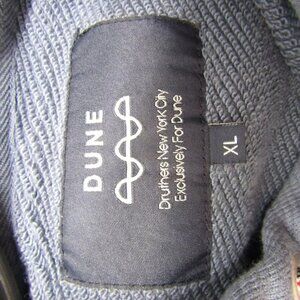 DUNE
Druthers New York City
Exclusively For Dune
XL